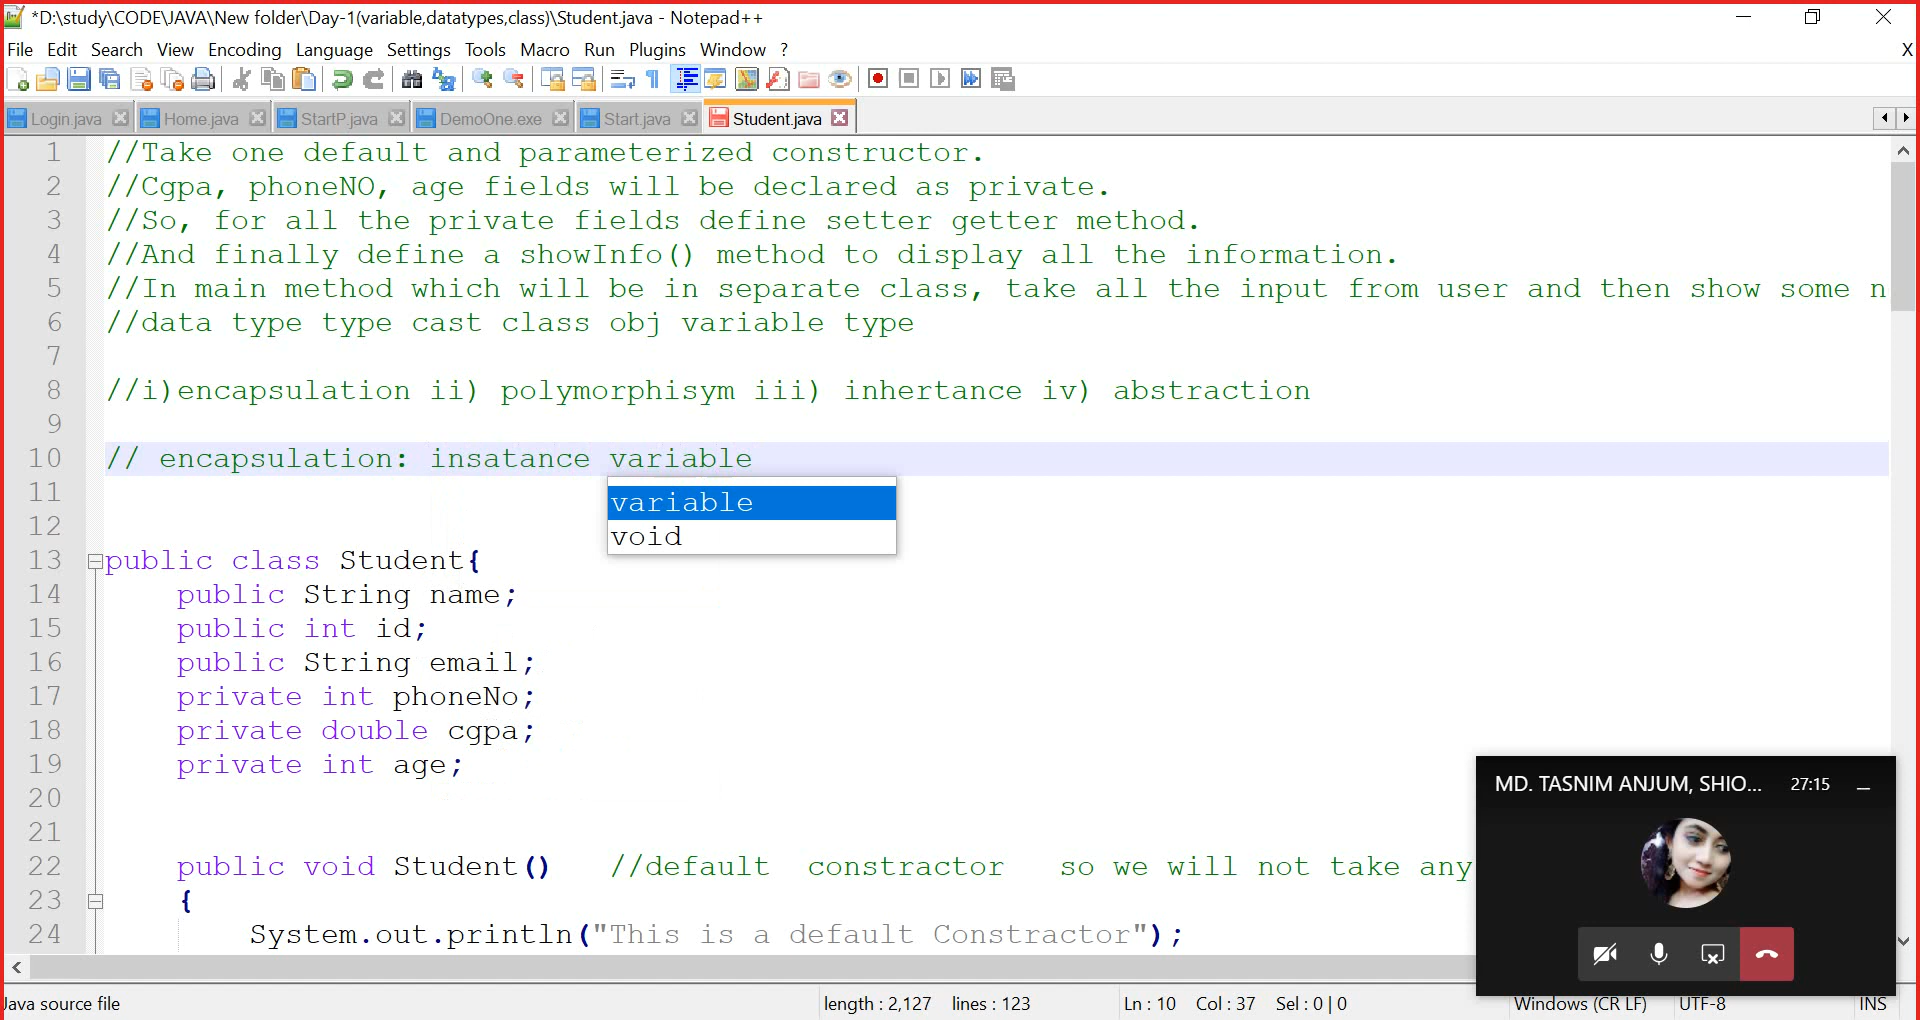 *D:\study\CODE\JAVA\New folder\Day-1(variable,datatypes,class)\Student.java - Notepad++
File Edit Search View Encoding Language Settings Tools Macro Run Plugins Window ? X
Login.java Home.java StartP.java DemoOne.exe Start.java Student.java
1 //Take one default and parameterized constructor.
2 //Cgpa, phoneNO, age fields will be declared as private.
3 //So, for all the private fields define setter getter method.
4 //And finally define a showInfo() method to display all the information.
5 //In main method which will be in separate class, take all the input from user and then show some n
6 //data type type cast class obj variable type
7
8 //i)encapsulation ii) polymorphisym iii) inhertance iv) abstraction
9
10 // encapsulation: insatance variable
11 variable
12 void
13 public class Student{
14 public String name;
15 public int id;
16 public String email;
17 private int phoneNo;
18 private double cgpa;
19 private int age;
20
21
22 public void Student() //default constractor so we will not take any
23 {
24 System.out.println("This is a default Constractor");
MD. TASNIM ANJUM, SHIO... 27:15
Java source file length : 2,127 lines : 123 Ln : 10 Col : 37 Sel : 0 | 0 Windows (CR LF) UTF-8 INS